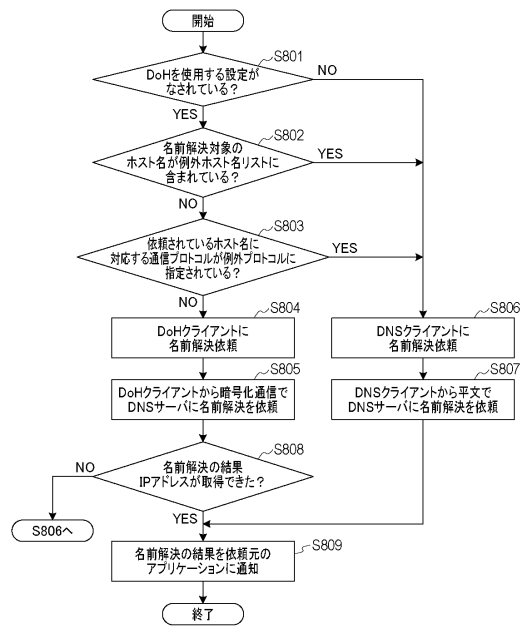 開始
S801
DoHを使用する設定が
なされている？
NO
YES
S802
名前解決対象の
ホスト名が例外ホスト名リストに
含まれている？
YES
NO
S803
依頼されているホスト名に
対応する通信プロトコルが例外プロトコルに
指定されている？
YES
NO
S804
DoHクライアントに
名前解決依頼
S806
DNSクライアントに
名前解決依頼
S805
DoHクライアントから暗号化通信で
DNSサーバに名前解決を依頼
S807
DNSクライアントから平文で
DNSサーバに名前解決を依頼
S808
名前解決の結果
IPアドレスが取得できた？
NO
S806へ
YES
S809
名前解決の結果を依頼元の
アプリケーションに通知
終了